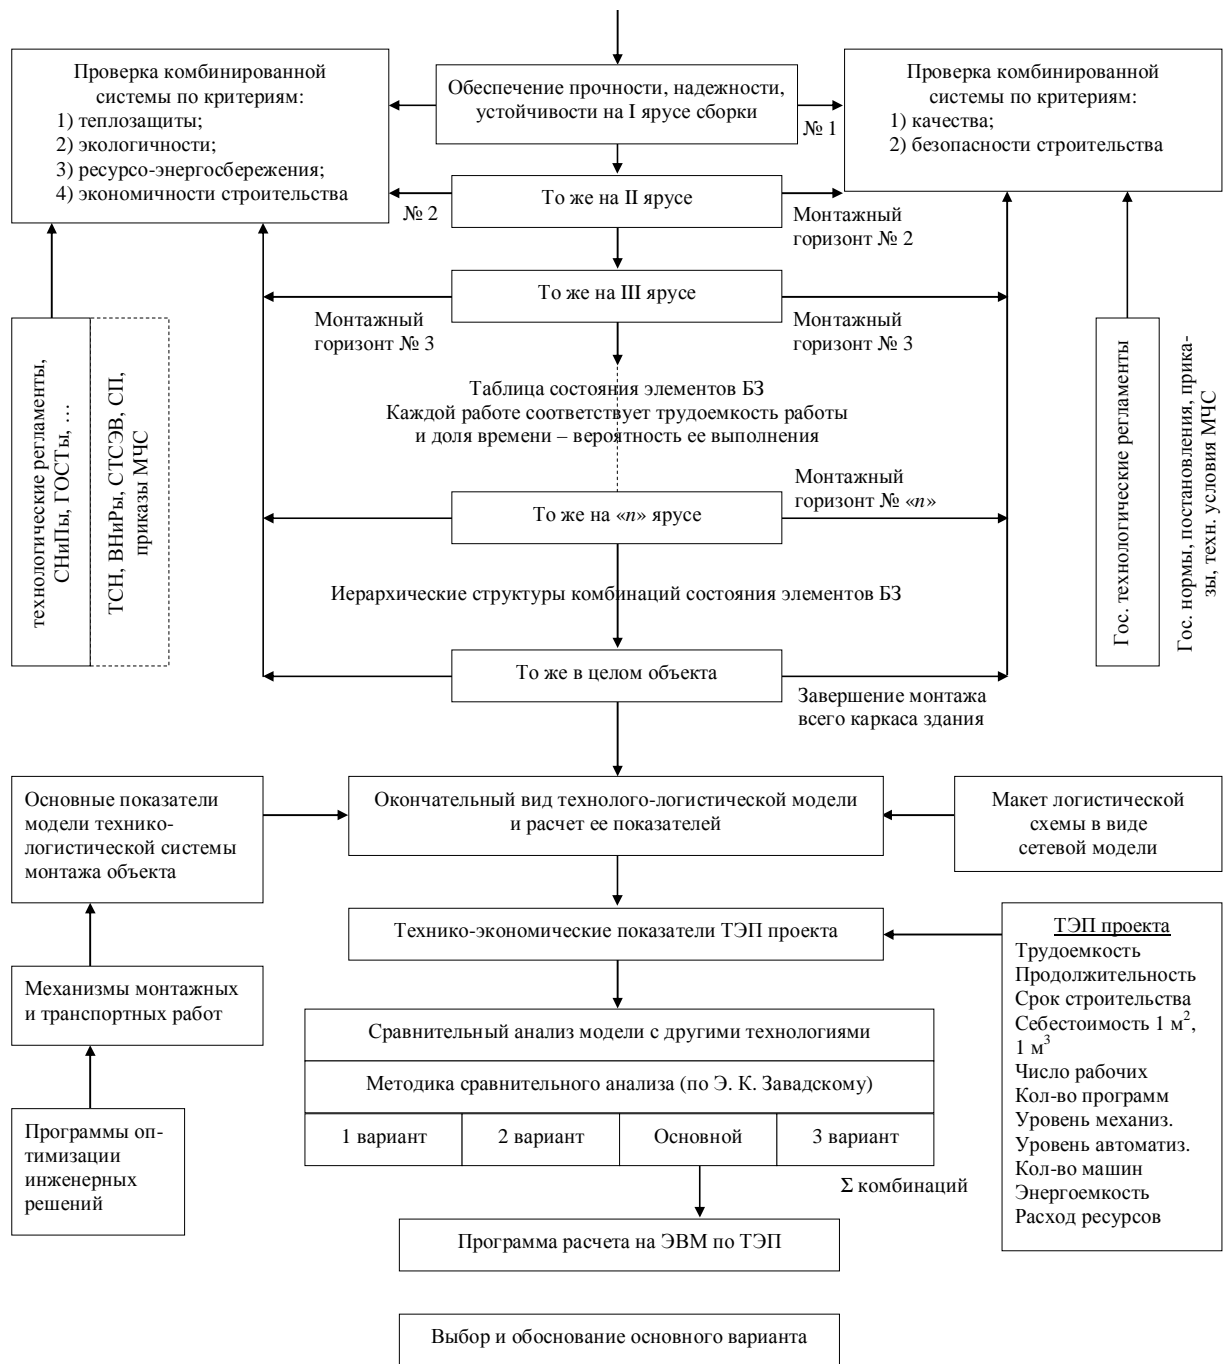 Проверка комбинированной
системы по критериям:
1) теплозащиты;
2) экологичности;
3) ресурсо-энергосбережения;
4) экономичности строительства
Обеспечение прочности, надежности,
устойчивости на I ярусе сборки
№ 1
Проверка комбинированной
системы по критериям:
1) качества;
2) безопасности строительства
То же на II ярусе
№ 2
Монтажный
горизонт № 2
То же на III ярусе
Монтажный
горизонт № 3
Монтажный
горизонт № 3
технологические регламенты,
СНиПы, ГОСТы, …
ТСН, ВНиРы, СТСЭВ, СП,
приказы МЧС
Таблица состояния элементов БЗ
Каждой работе соответствует трудоемкость работы
и доля времени – вероятность ее выполнения
Гос. технологические регламенты
Гос. нормы, постановления, прика-
зы, техн. условия МЧС
То же на «n» ярусе
Монтажный
горизонт № «n»
Иерархические структуры комбинаций состояния элементов БЗ
То же в целом объекта
Завершение монтажа
всего каркаса здания
Основные показатели
модели технико-
логистической системы
монтажа объекта
Окончательный вид технолого-логистической модели
и расчет ее показателей
Макет логистической
схемы в виде
сетевой модели
Технико-экономические показатели ТЭП проекта
ТЭП проекта
Трудоемкость
Продолжительность
Срок строительства
Себестоимость 1 м²,
1 м³
Число рабочих
Кол-во программ
Уровень механиз.
Уровень автоматиз.
Кол-во машин
Энергоемкость
Расход ресурсов
Механизмы монтажных
и транспортных работ
Сравнительный анализ модели с другими технологиями
Методика сравнительного анализа (по Э. К. Завадскому)
1 вариант
2 вариант
Основной
3 вариант
Программы оп-
тимизации
инженерных
решений
Σ комбинаций
Программа расчета на ЭВМ по ТЭП
Выбор и обоснование основного варианта